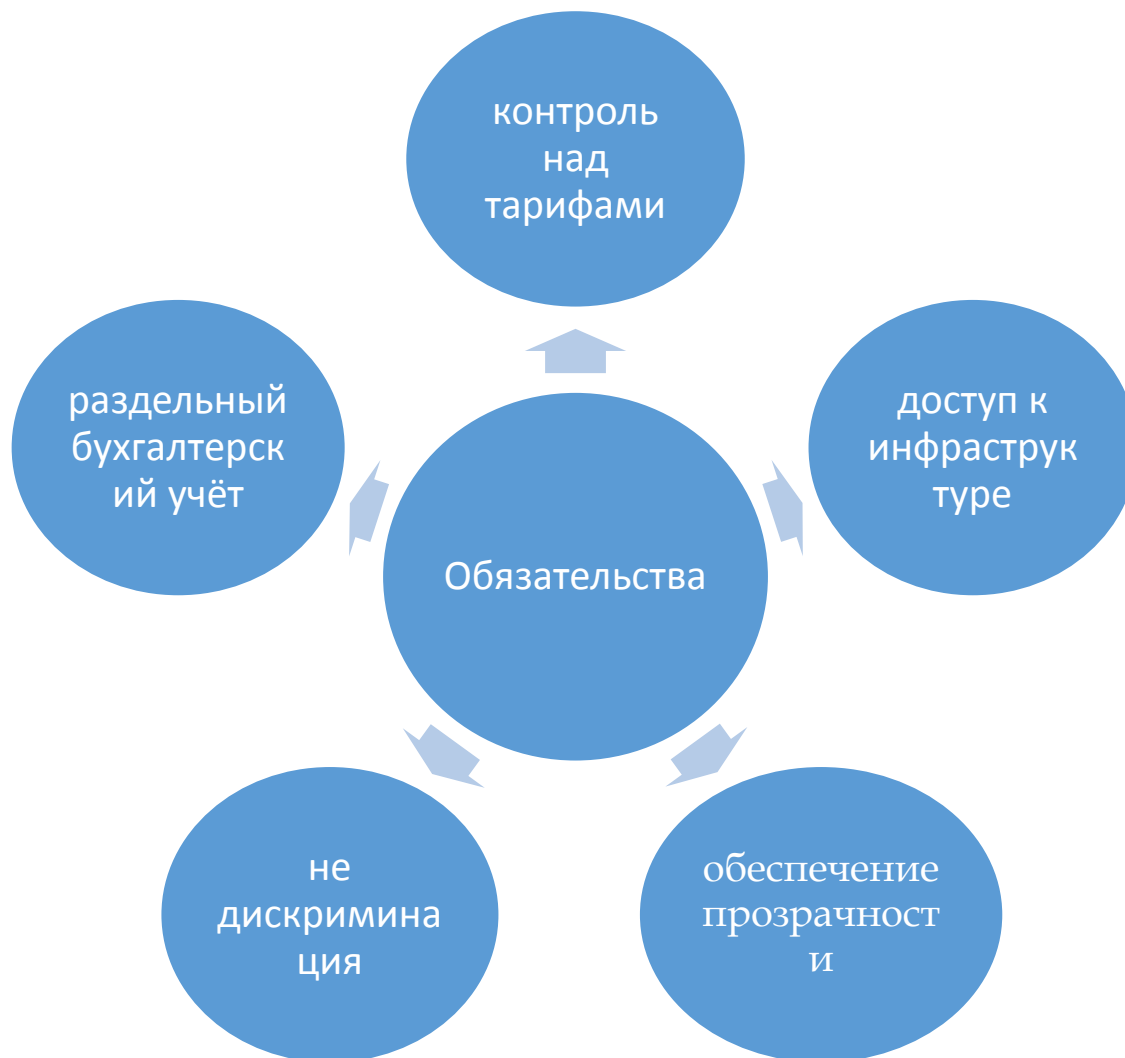 контроль
над
тарифами
раздельный
бухгалтерск
ий учёт
доступ к
инфраструк
туре
Обязательства
не
дискримина
ция
обеспечение
прозрачност
и